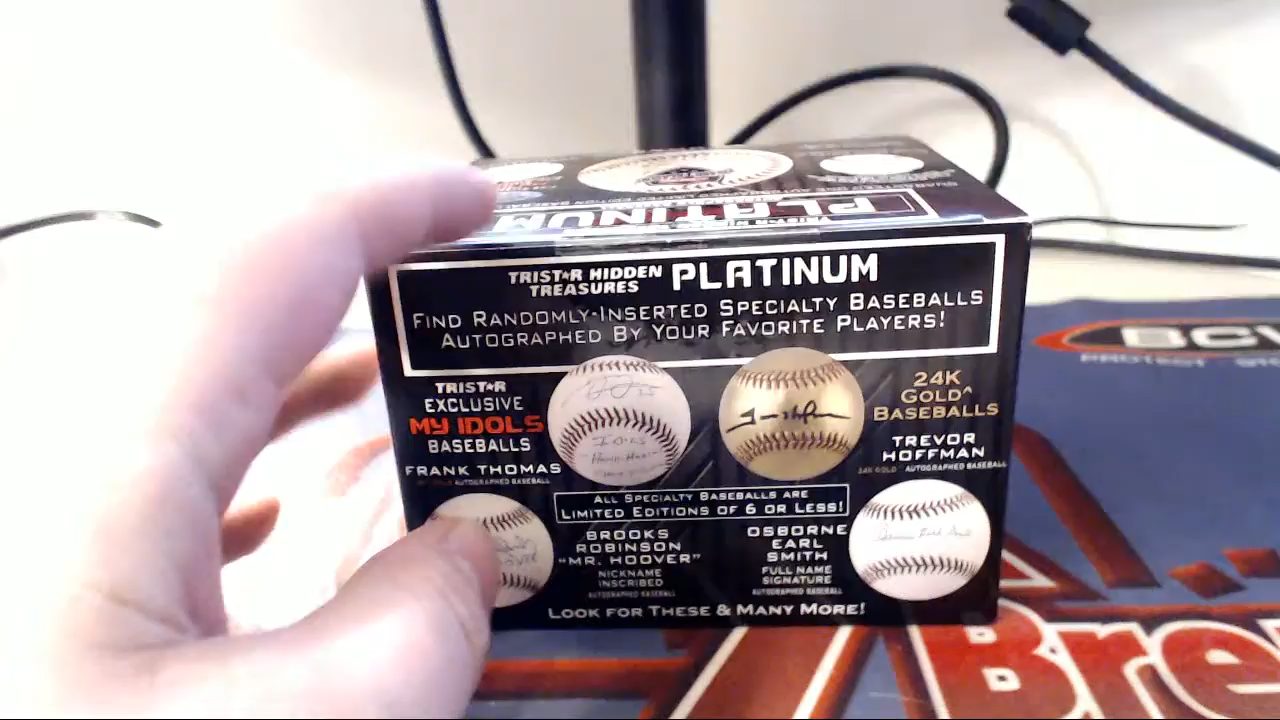 PLATINUM
TRISTAR HIDDEN
TREASURES
PLATINUM
FIND RANDOMLY-INSERTED SPECIALTY BASEBALLS
AUTOGRAPHED BY YOUR FAVORITE PLAYERS!
TRISTAR
EXCLUSIVE
MY IDOLS
BASEBALLS
FRANK THOMAS
AUTOGRAPHED BASEBALL
24K
GOLD^
BASEBALLS
TREVOR
HOFFMAN
24K GOLD^ AUTOGRAPHED BASEBALL
ALL SPECIALTY BASEBALLS ARE
LIMITED EDITIONS OF 6 OR LESS!
BROOKS
ROBINSON
"MR. HOOVER"
NICKNAME
INSCRIBED
AUTOGRAPHED BASEBALL
OSBORNE
EARL
SMITH
FULL NAME
SIGNATURE
AUTOGRAPHED BASEBALL
LOOK FOR THESE & MANY MORE!
BCW
Bre